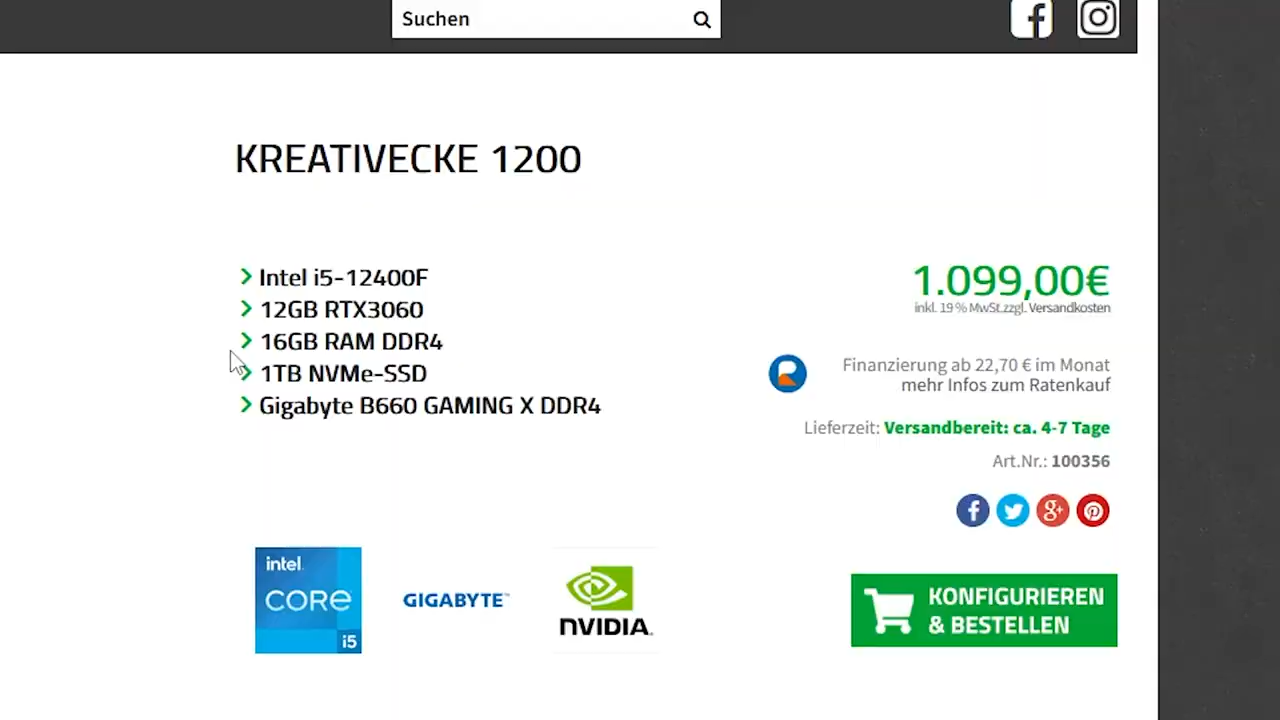 Suchen
KREATIVECKE 1200
Intel i5-12400F
12GB RTX3060
16GB RAM DDR4
1TB NVMe-SSD
Gigabyte B660 GAMING X DDR4
1.099,00€
inkl. 19 % MwSt.zzgl. Versandkosten
Finanzierung ab 22,70 € im Monat
mehr Infos zum Ratenkauf
Lieferzeit: Versandbereit: ca. 4-7 Tage
Art.Nr.: 100356
intel
CORE
i5
GIGABYTE™
NVIDIA.
KONFIGURIEREN
& BESTELLEN